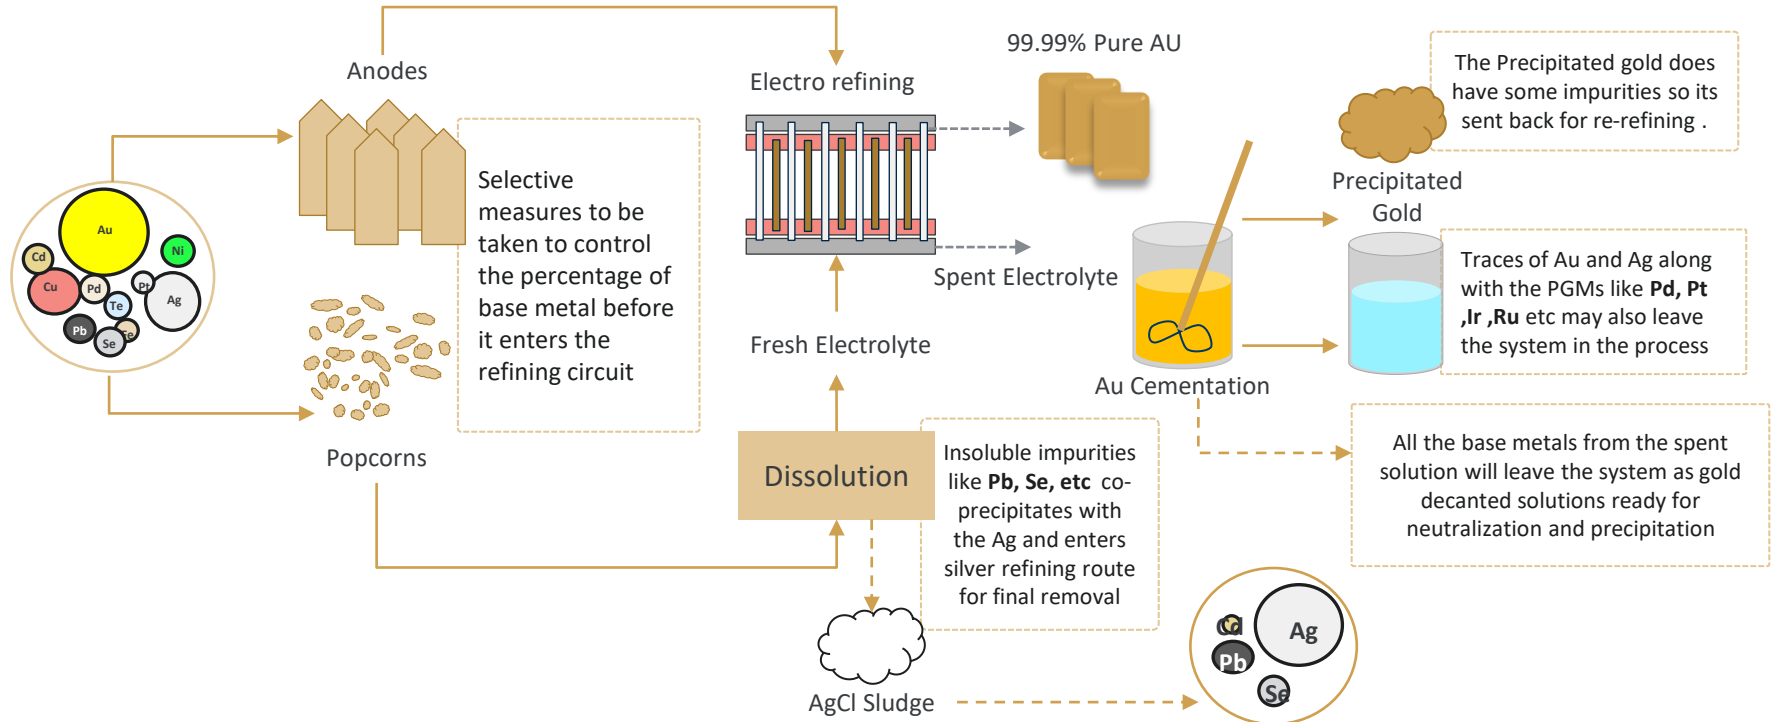 Anodes
Electro refining
99.99% Pure AU
The Precipitated gold does
have some impurities so its
sent back for re-refining .
Selective
measures to be
taken to control
the percentage of
base metal before
it enters the
refining circuit
Au
Cd
Ni
Cu
Pd
Pt
Te
Ag
Pb
Se
Popcorns
Fresh Electrolyte
Spent Electrolyte
Au Cementation
Precipitated
Gold
Traces of Au and Ag along
with the PGMs like Pd, Pt
,Ir ,Ru etc may also leave
the system in the process
All the base metals from the spent
solution will leave the system as gold
decanted solutions ready for
neutralization and precipitation
Dissolution
Insoluble impurities
like Pb, Se, etc co-
precipitates with
the Ag and enters
silver refining route
for final removal
AgCl Sludge
Cd
Ag
Pb
Se